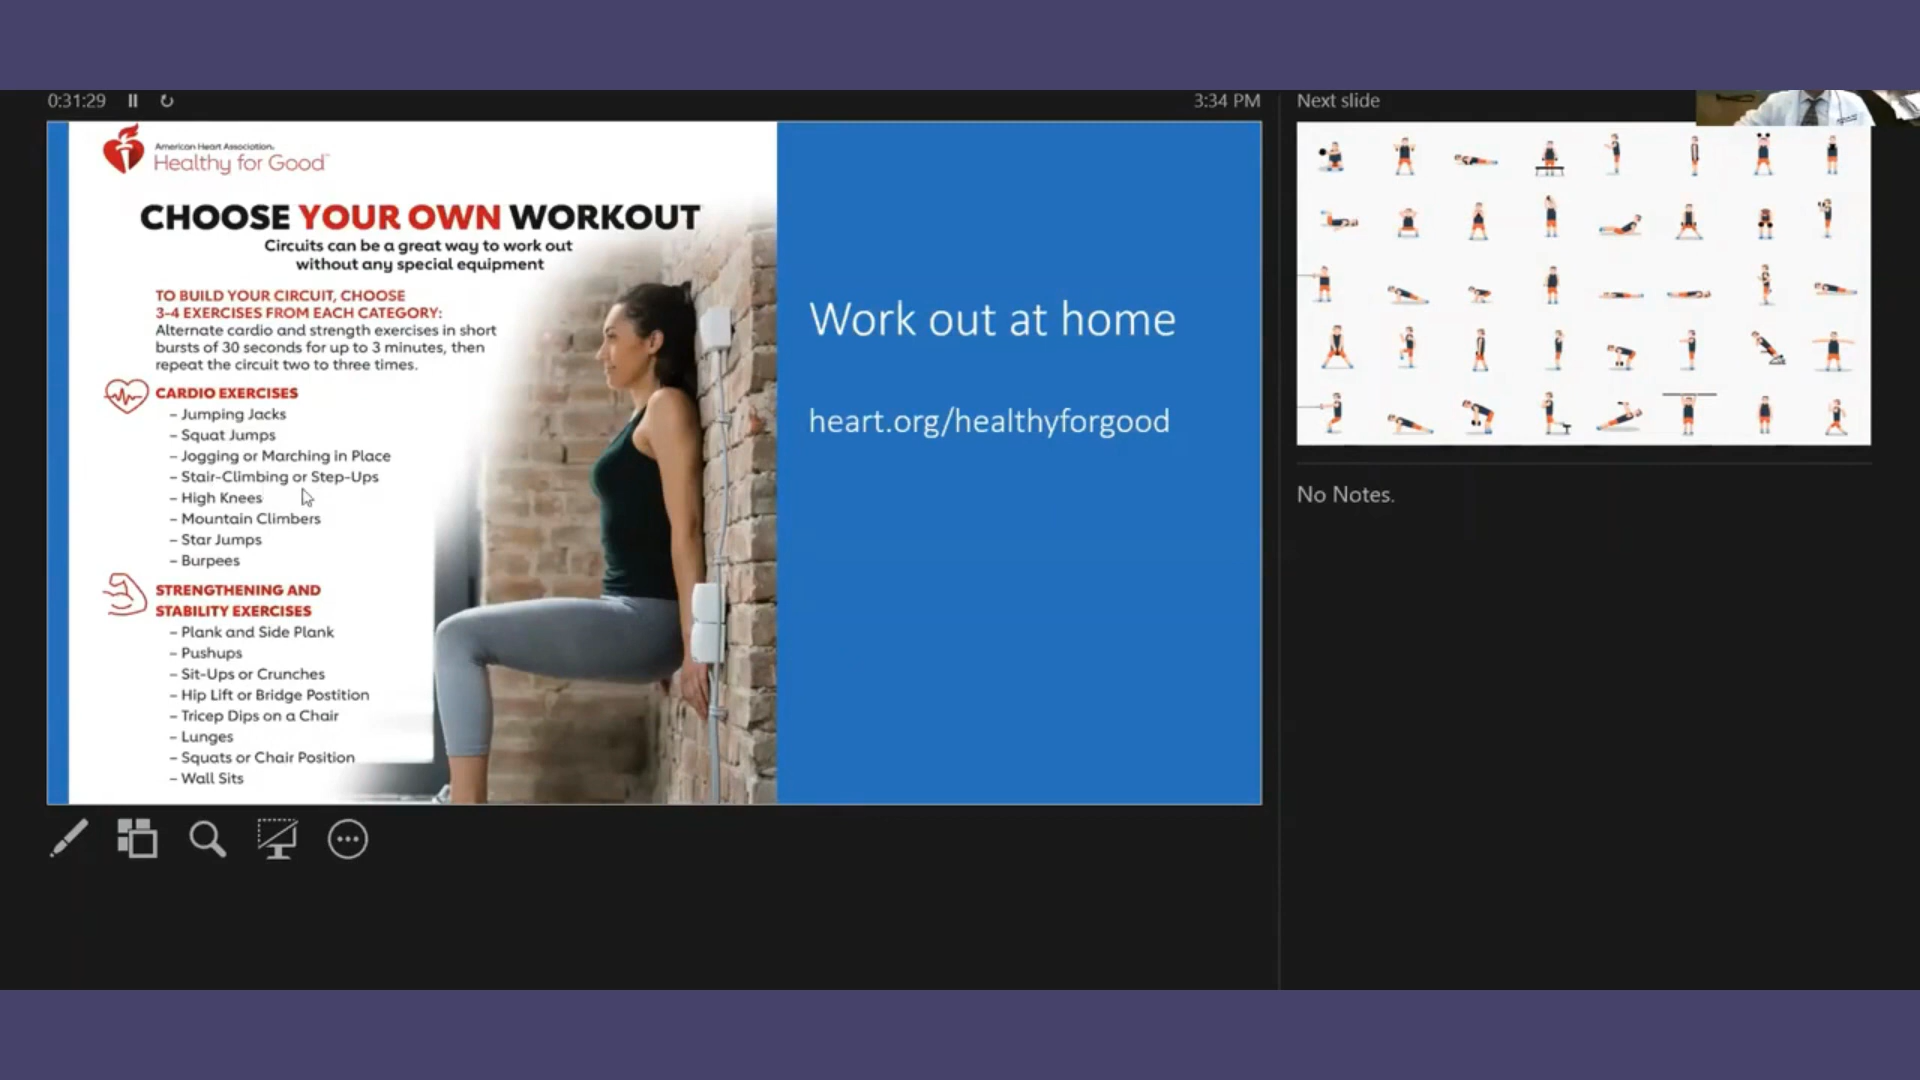 0:31:29
3:34 PM
Next slide
American Heart Association.
Healthy for Good™
CHOOSE YOUR OWN WORKOUT
Circuits can be a great way to work out
without any special equipment
TO BUILD YOUR CIRCUIT, CHOOSE
3-4 EXERCISES FROM EACH CATEGORY:
Alternate cardio and strength exercises in short
bursts of 30 seconds for up to 3 minutes, then
repeat the circuit two to three times.
CARDIO EXERCISES
– Jumping Jacks
– Squat Jumps
– Jogging or Marching in Place
– Stair-Climbing or Step-Ups
– High Knees
– Mountain Climbers
– Star Jumps
– Burpees
STRENGTHENING AND
STABILITY EXERCISES
– Plank and Side Plank
– Pushups
– Sit-Ups or Crunches
– Hip Lift or Bridge Postition
– Tricep Dips on a Chair
– Lunges
– Squats or Chair Position
– Wall Sits
Work out at home
heart.org/healthyforgood
No Notes.